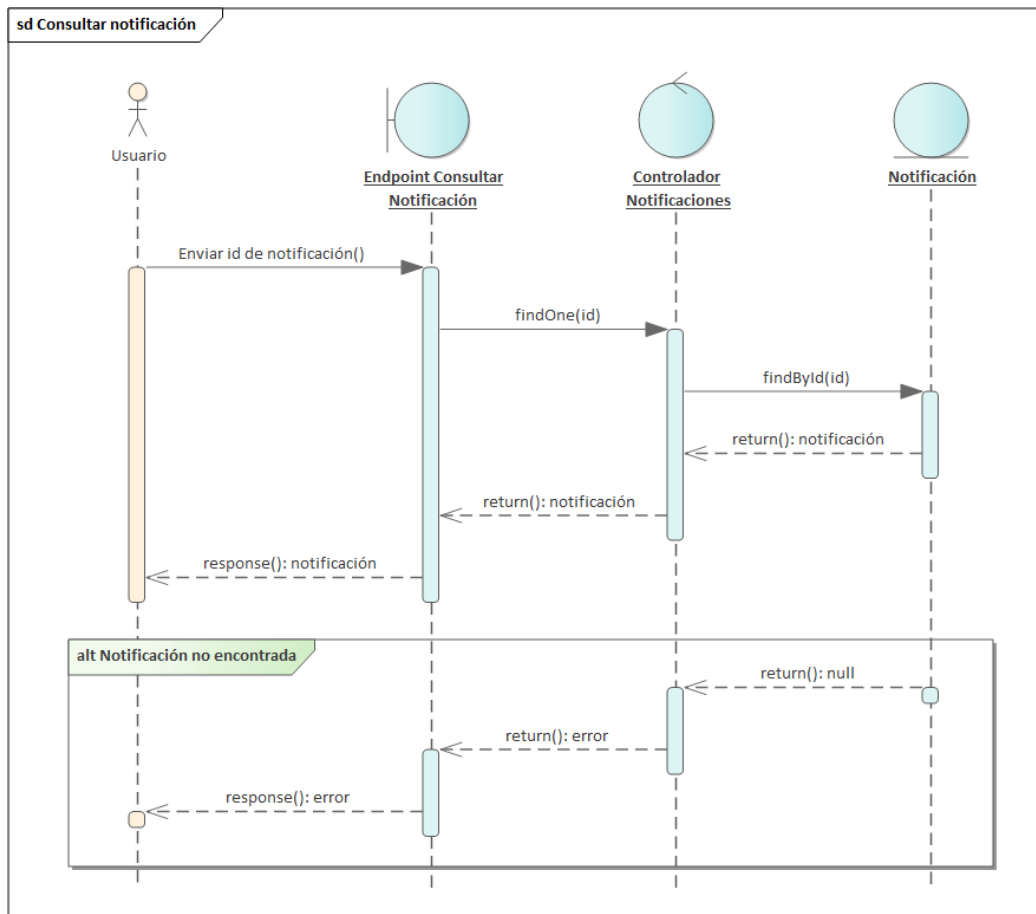 sd Consultar notificación
Usuario
Endpoint Consultar
Notificación
Controlador
Notificaciones
Notificación
Enviar id de notificación()
findOne(id)
findById(id)
return(): notificación
return(): notificación
response(): notificación
alt Notificación no encontrada
return(): null
return(): error
response(): error